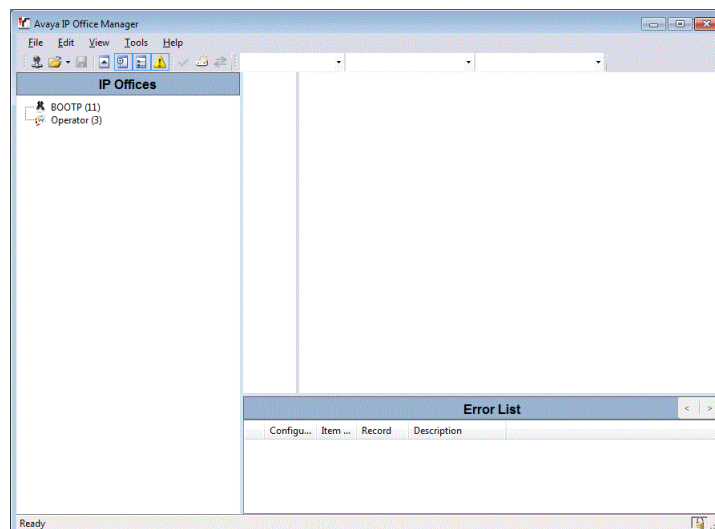 Avaya IP Office Manager
File Edit View Tools Help
IP Offices
BOOTP (11)
Operator (3)
Error List
< >
Configu... Item ... Record Description
Ready